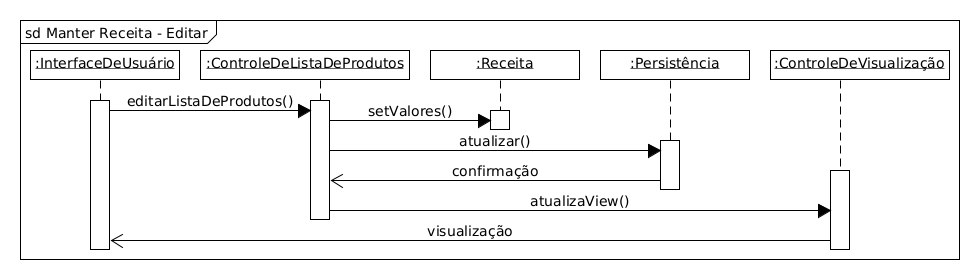 sd Manter Receita - Editar
:InterfaceDeUsuário
:ControleDeListaDeProdutos
:Receita
:Persistência
:ControleDeVisualização
editarListaDeProdutos()
setValores()
atualizar()
confirmação
atualizaView()
visualização